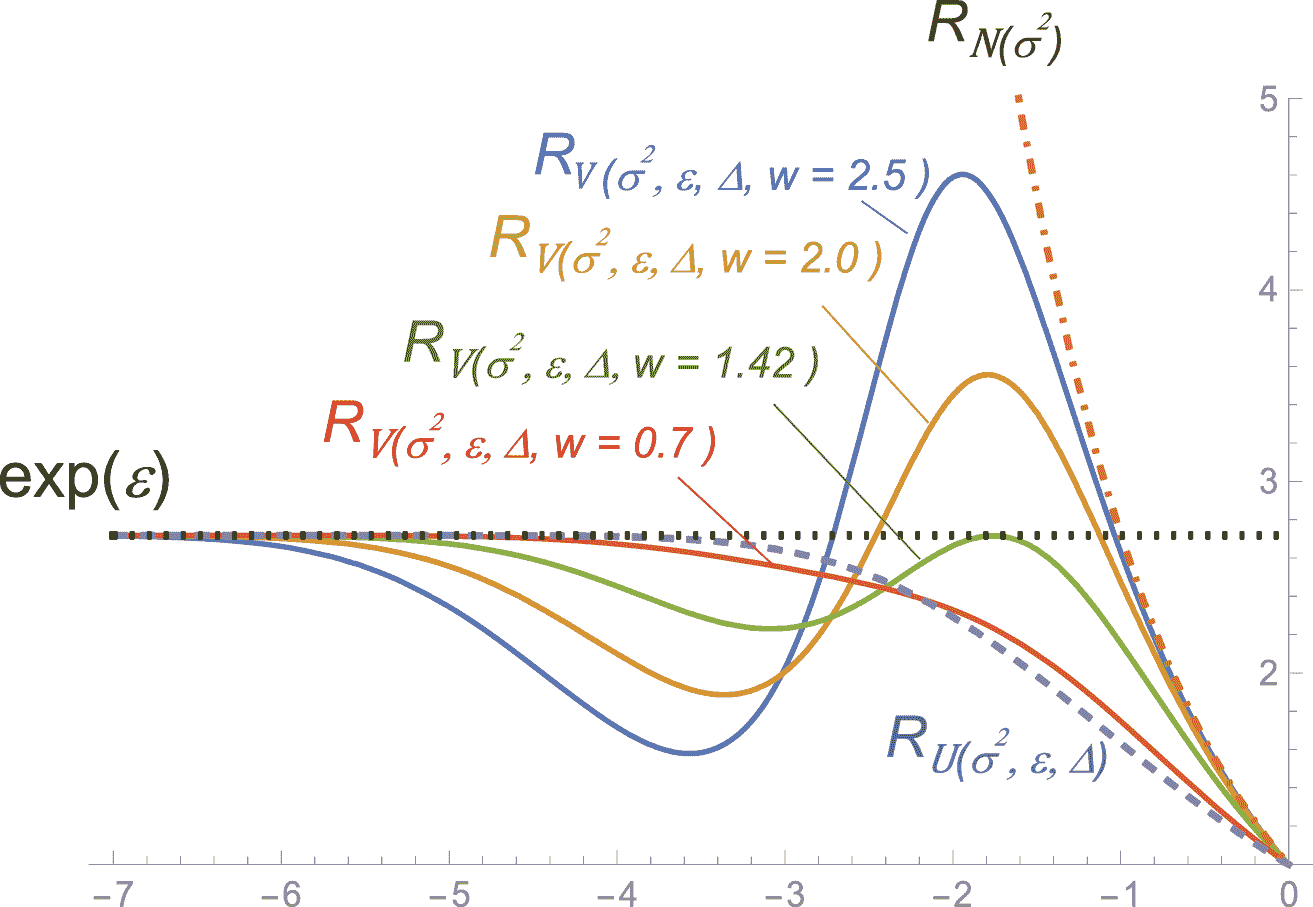 R_N(σ²)
5
R_V(σ², ε, Δ, w = 2.5)
R_V(σ², ε, Δ, w = 2.0)
4
R_V(σ², ε, Δ, w = 1.42)
R_V(σ², ε, Δ, w = 0.7)
exp(ε)
3
2
R_U(σ², ε, Δ)
−7 −6 −5 −4 −3 −2 −1 0